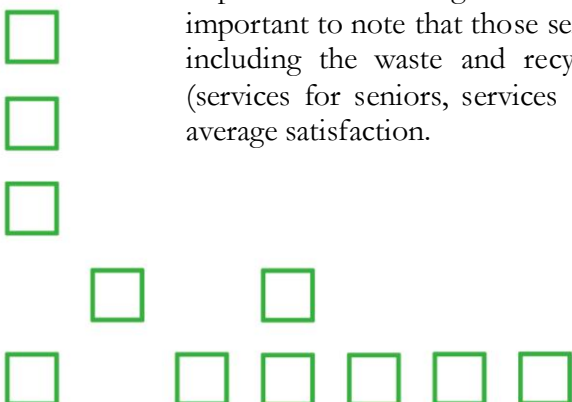 important to note that those se
including the waste and recy
(services for seniors, services
average satisfaction.